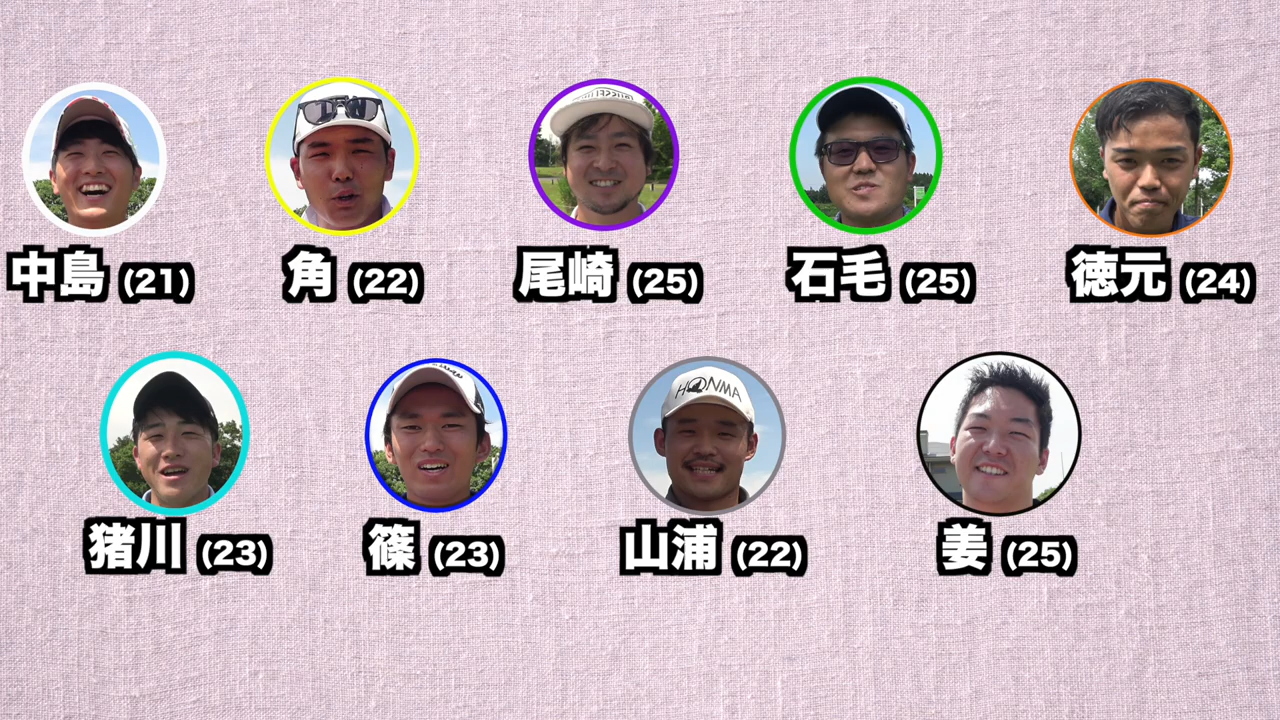 中島 (21)
角 (22)
尾崎 (25)
石毛 (25)
徳元 (24)
HONMA
猪川 (23)
篠 (23)
山浦 (22)
姜 (25)